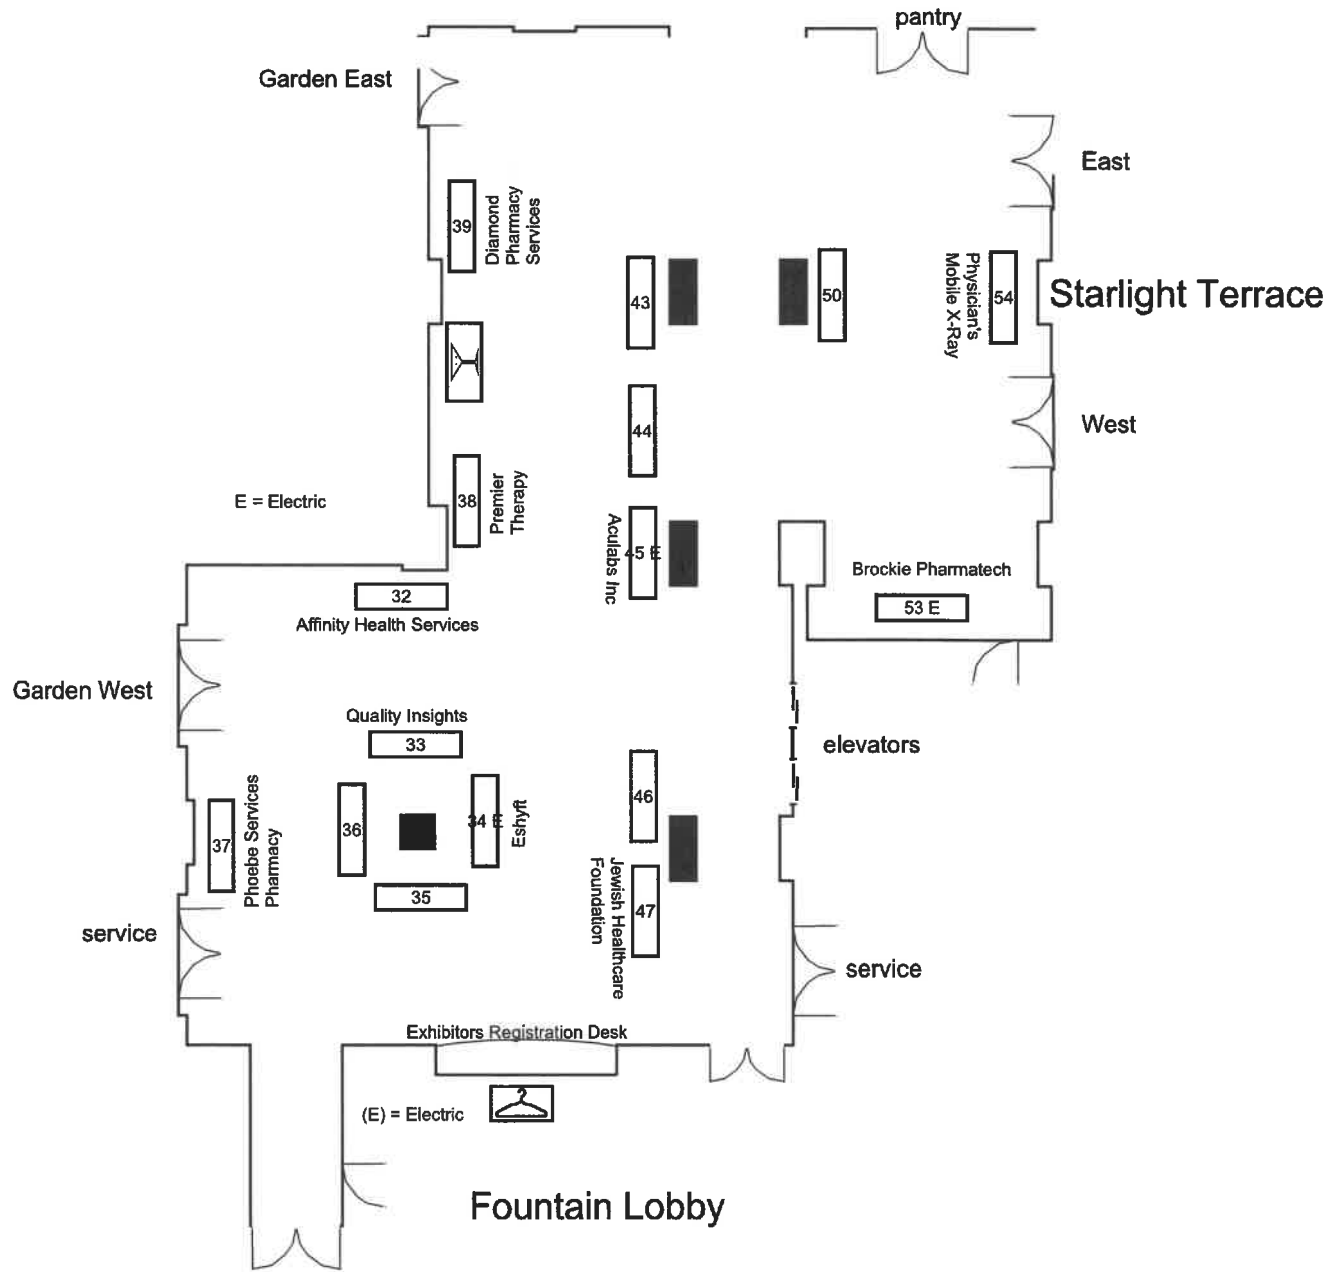 pantry
Garden East
East
39
Diamond
Pharmacy
Services
43
50
Physician's
Mobile X-Ray
54
Starlight Terrace
44
West
E = Electric
38
Premier
Therapy
Aculabs Inc
45 E
Brockie Pharmatech
53 E
32
Affinity Health Services
Garden West
Quality Insights
33
elevators
37
Phoebe Services
Pharmacy
36
34 E
Eshyft
46
35
Jewish Healthcare
Foundation
47
service
service
Exhibitors Registration Desk
(E) = Electric
Fountain Lobby